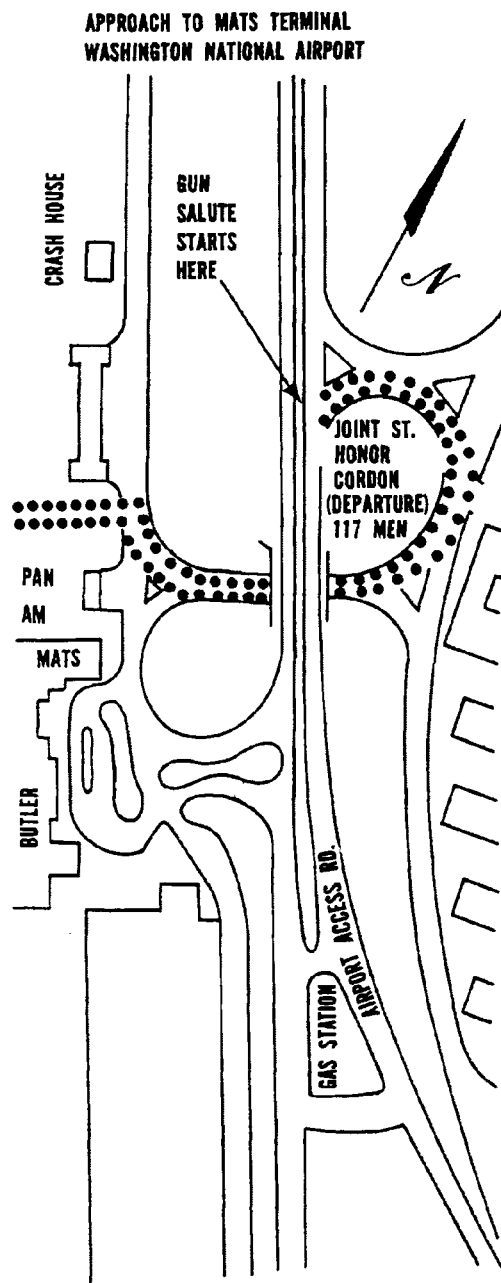 APPROACH TO MATS TERMINAL
WASHINGTON NATIONAL AIRPORT
CRASH HOUSE
GUN
SALUTE
STARTS
HERE
N
JOINT ST.
HONOR
CORDON
(DEPARTURE)
117 MEN
PAN
AM
MATS
BUTLER
AIRPORT ACCESS RD.
GAS STATION